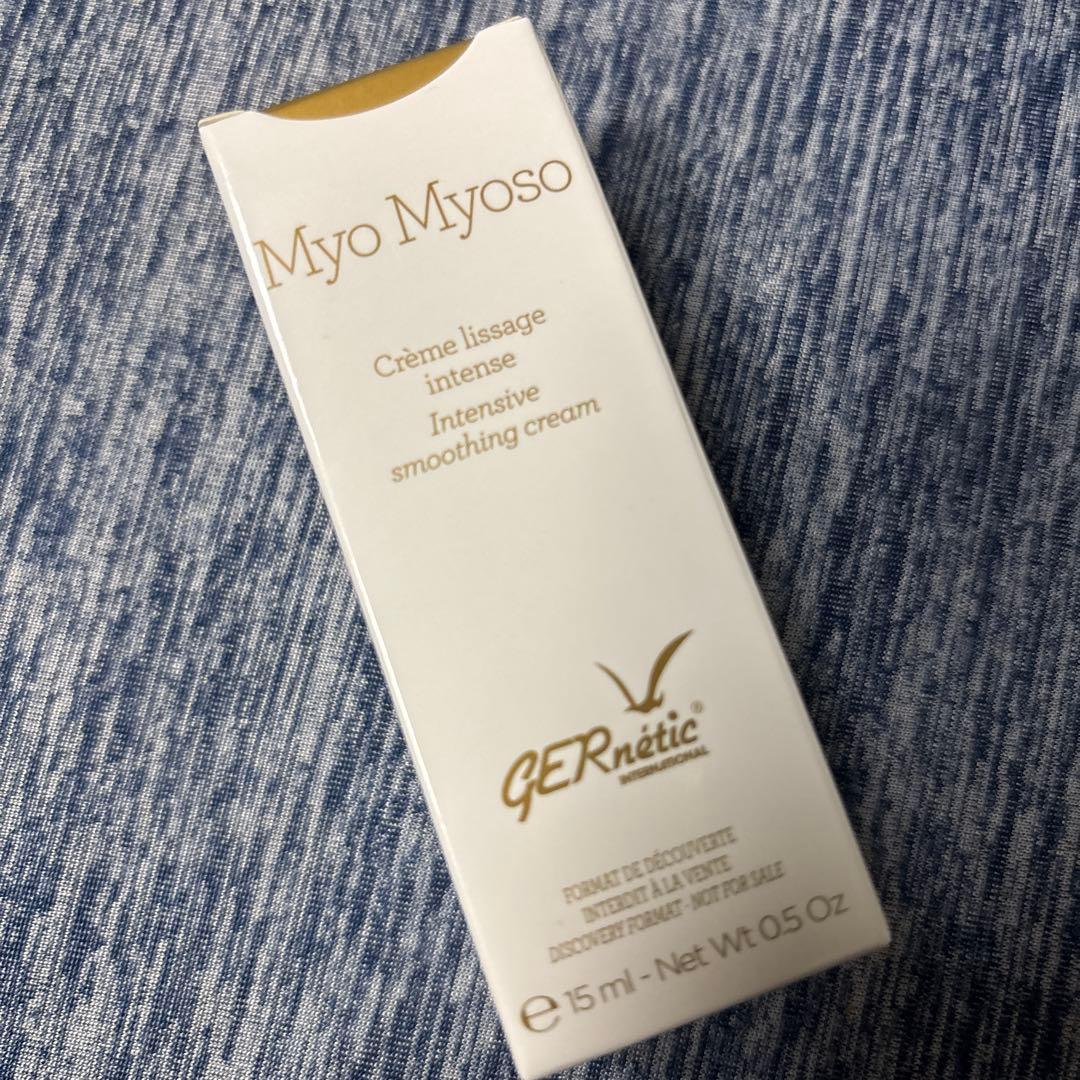 Myo Myoso
Crème lissage
intense
Intensive
smoothing cream
GERnétic®
INTERNATIONAL
FORMAT DE DÉCOUVERTE
INTERDIT À LA VENTE
DISCOVERY FORMAT - NOT FOR SALE
℮ 15 ml - Net Wt 0.5 Oz